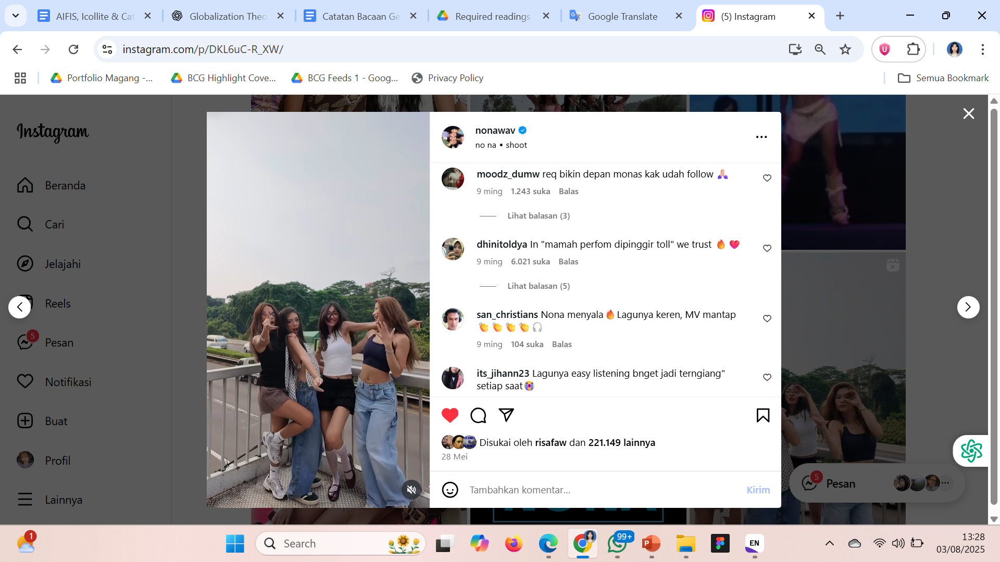 AIFIS, Icollite & Cat
Globalization Theo
Catatan Bacaan Ge
Required readings
Google Translate
(5) Instagram
instagram.com/p/DKL6uC-R_XW/
Portfolio Magang -...
BCG Highlight Cove...
BCG Feeds 1 - Goog...
Privacy Policy
Semua Bookmark
Instagram
Beranda
Cari
Jelajahi
Reels
5
Pesan
Notifikasi
Buat
Profil
Lainnya
nonawav
no na • shoot
moodz_dumw req bikin depan monas kak udah follow 🙏🏻
9 ming 1.243 suka Balas
Lihat balasan (3)
dhinitoldya In "mamah perfom dipinggir toll" we trust 🔥❤️
9 ming 6.021 suka Balas
Lihat balasan (5)
san_christians Nona menyala🔥Lagunya keren, MV mantap
👏👏👏👏🎧
9 ming 104 suka Balas
its_jihann23 Lagunya easy listening bnget jadi terngiang"
setiap saat😭
Disukai oleh risafaw dan 221.149 lainnya
28 Mei
Tambahkan komentar...
Kirim
5
Pesan
1
Search
99+
EN
13:28
03/08/2025